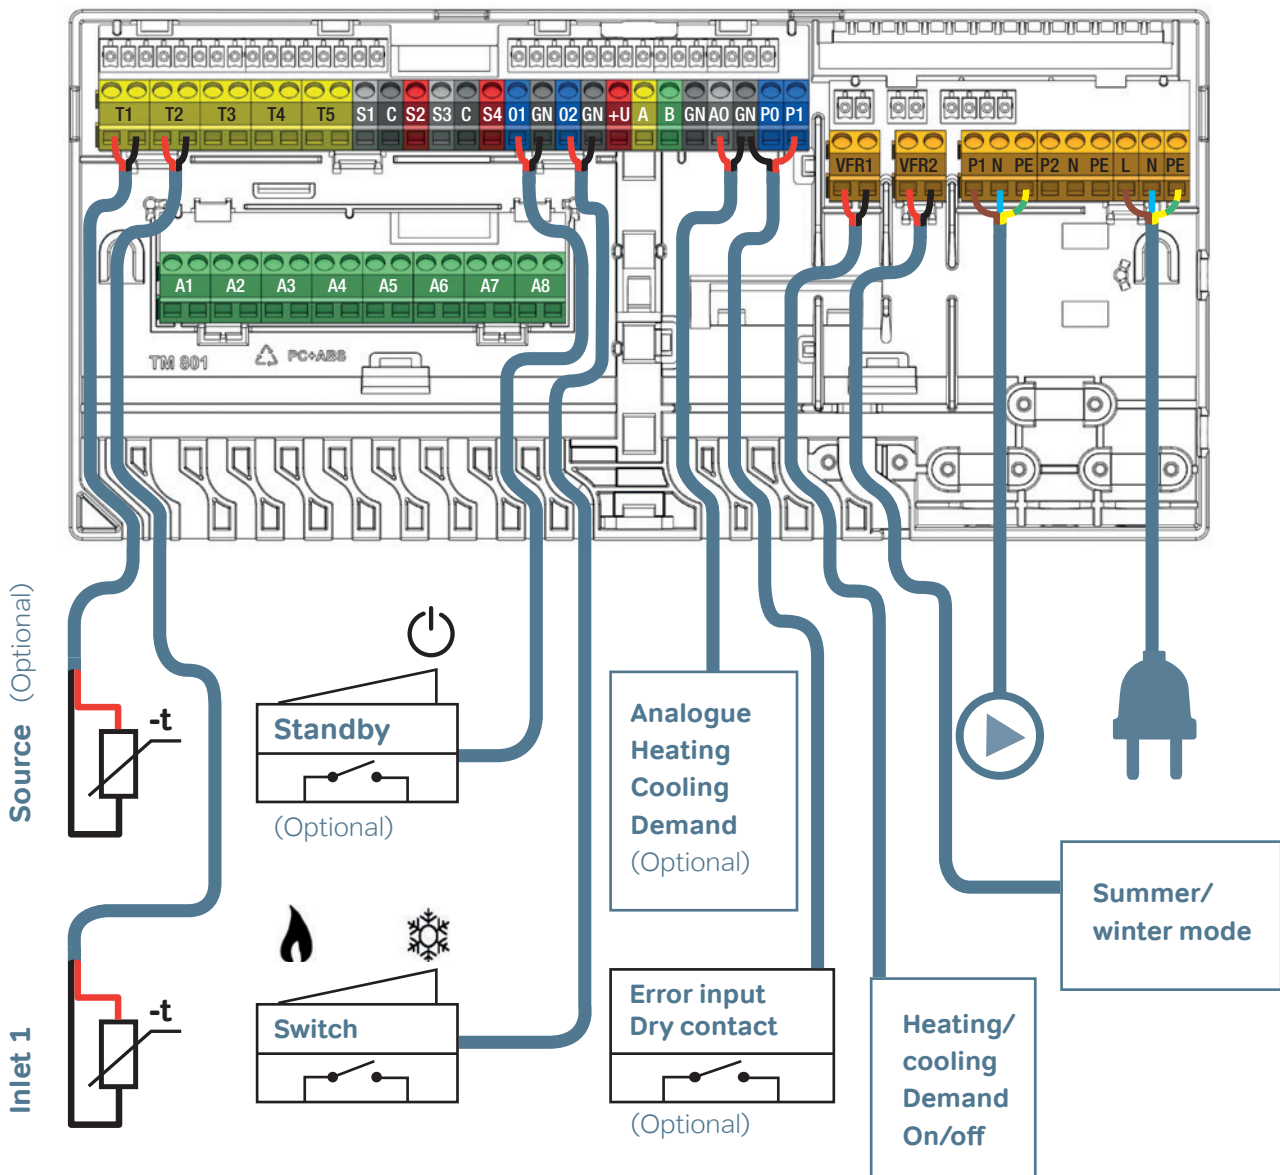 T1 T2 T3 T4 T5 S1 C S2 S3 C S4 O1 GN O2 GN +U A B GN AO GN P0 P1
VFR1 VFR2 P1 N PE P2 N PE L N PE
A1 A2 A3 A4 A5 A6 A7 A8
TM 801 PC+ABS
Source (Optional)
-t
Standby
(Optional)
Analogue
Heating
Cooling
Demand
(Optional)
Summer/
winter mode
Inlet 1
-t
Switch
Error input
Dry contact
(Optional)
Heating/
cooling
Demand
On/off